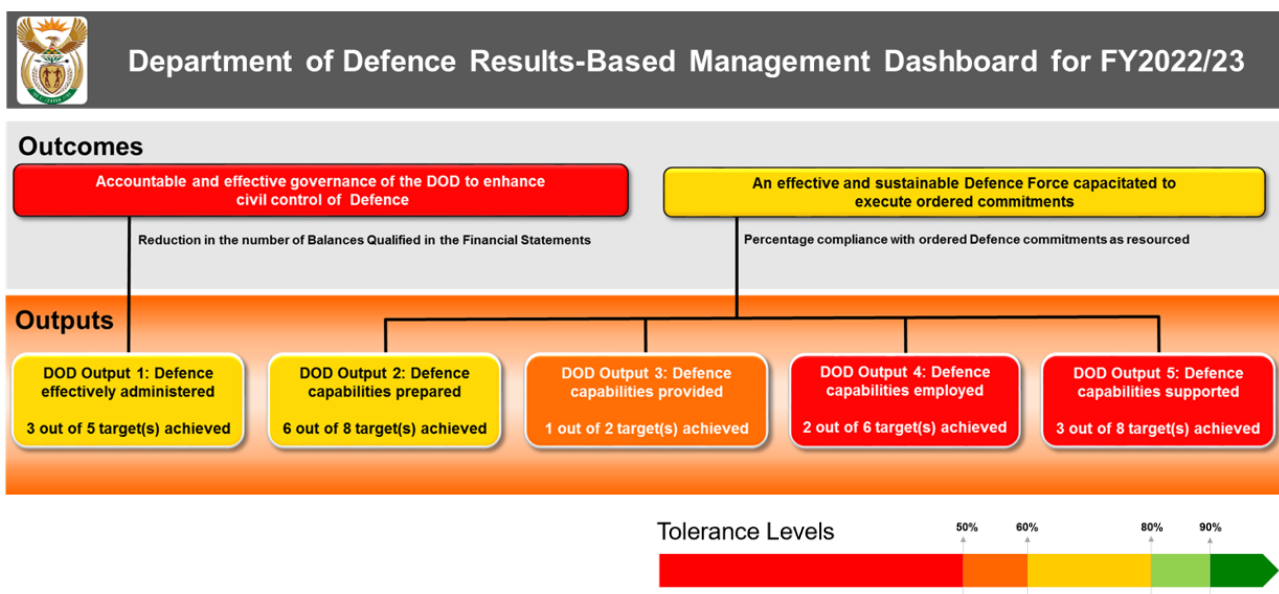 Department of Defence Results-Based Management Dashboard for FY2022/23
Outcomes
Accountable and effective governance of the DOD to enhance
civil control of Defence
An effective and sustainable Defence Force capacitated to
execute ordered commitments
Reduction in the number of Balances Qualified in the Financial Statements
Percentage compliance with ordered Defence commitments as resourced
Outputs
DOD Output 1: Defence
effectively administered
3 out of 5 target(s) achieved
DOD Output 2: Defence
capabilities prepared
6 out of 8 target(s) achieved
DOD Output 3: Defence
capabilities provided
1 out of 2 target(s) achieved
DOD Output 4: Defence
capabilities employed
2 out of 6 target(s) achieved
DOD Output 5: Defence
capabilities supported
3 out of 8 target(s) achieved
Tolerance Levels
50%
60%
80%
90%